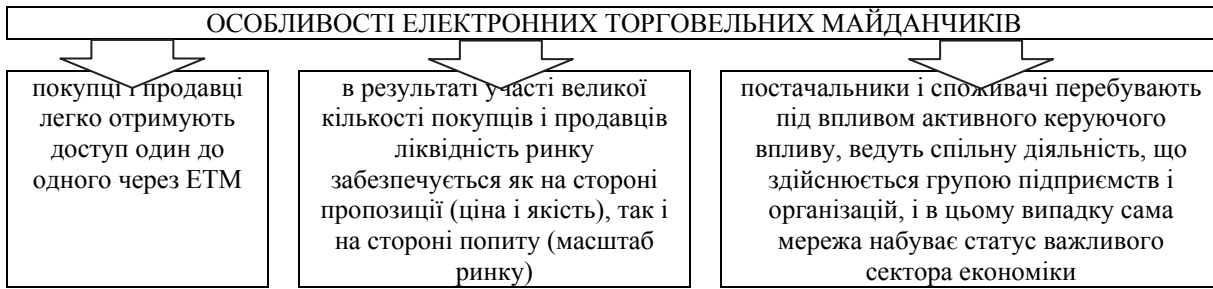 ОСОБЛИВОСТІ ЕЛЕКТРОННИХ ТОРГОВЕЛЬНИХ МАЙДАНЧИКІВ
покупці і продавці
легко отримують
доступ один до
одного через ЕТМ
в результаті участі великої
кількості покупців і продавців
ліквідність ринку
забезпечується як на стороні
пропозиції (ціна і якість), так і
на стороні попиту (масштаб
ринку)
постачальники і споживачі перебувають
під впливом активного керуючого
впливу, ведуть спільну діяльність, що
здійснюється групою підприємств і
організацій, і в цьому випадку сама
мережа набуває статус важливого
сектора економіки